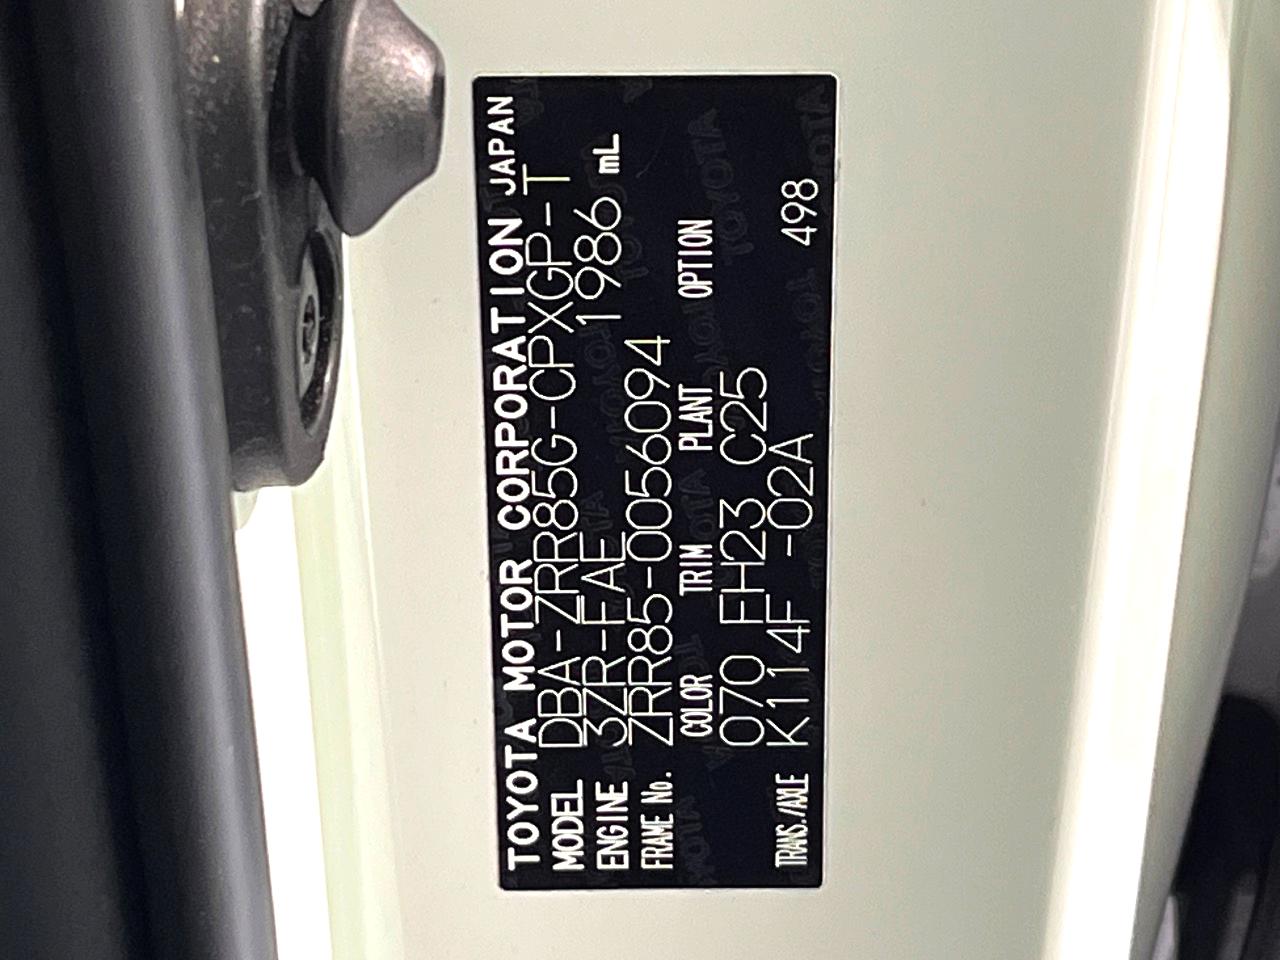 TOYOTA MOTOR CORPORATION JAPAN
MODEL DBA-ZRR85G-CPXGP-T
ENGINE 3ZR-FAE 1986 mL
FRAME No. ZRR85-0056094
COLOR TRIM PLANT OPTION
070 FH23 C25
TRANS./AXLE K114F -02A 498